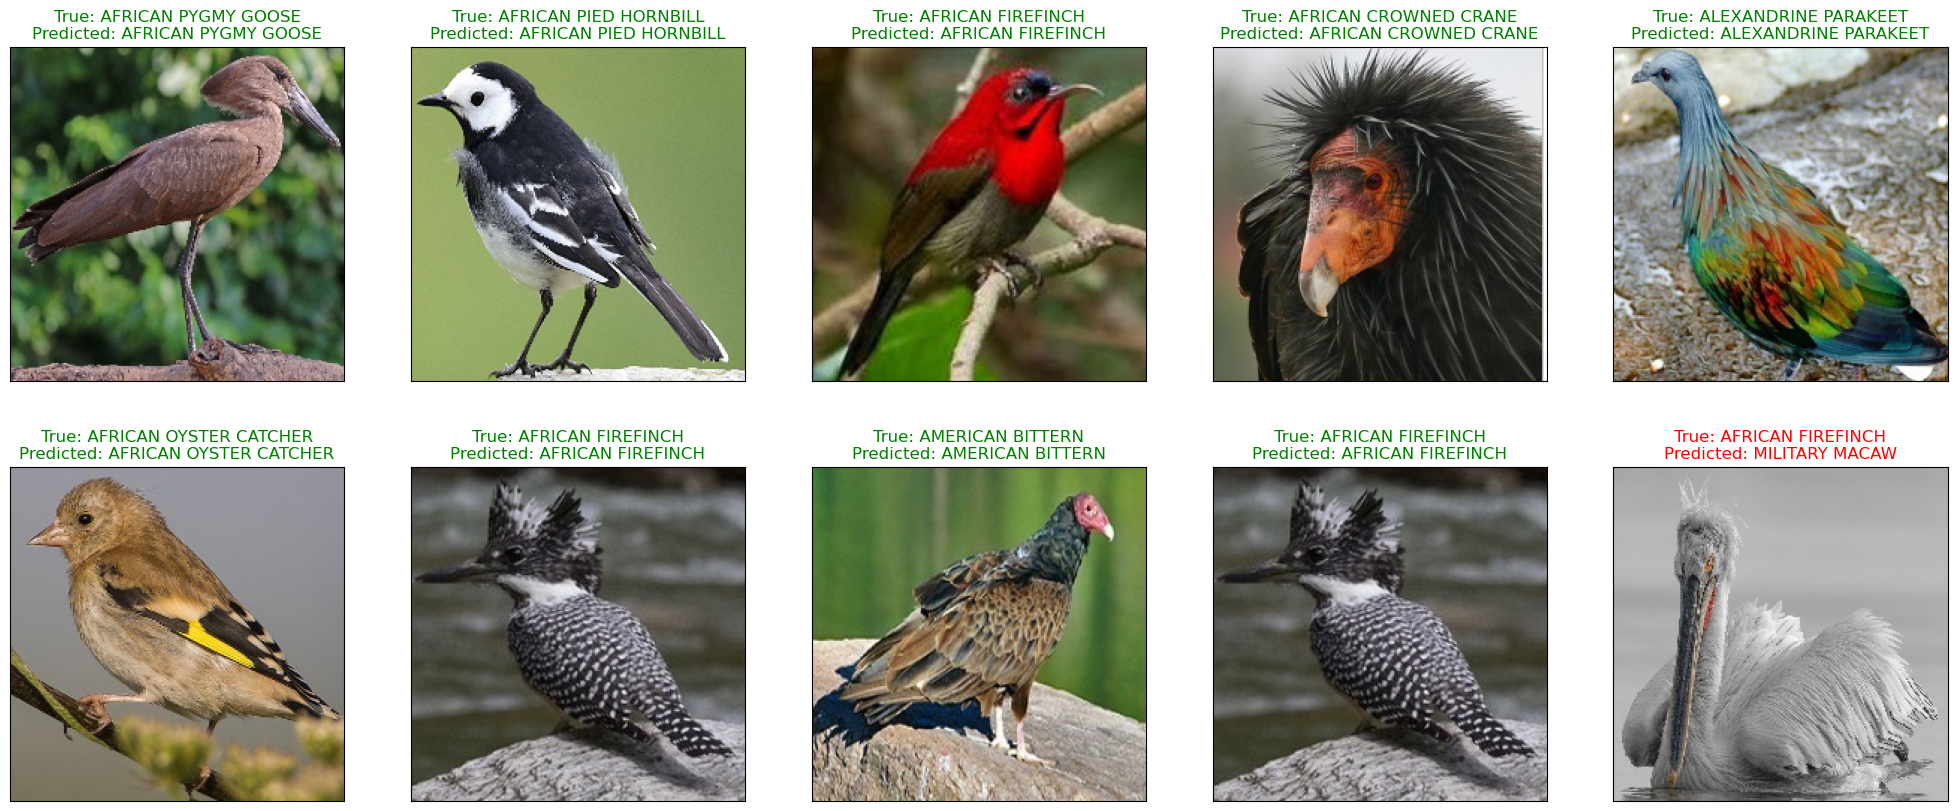 True: AFRICAN PYGMY GOOSE
Predicted: AFRICAN PYGMY GOOSE
True: AFRICAN PIED HORNBILL
Predicted: AFRICAN PIED HORNBILL
True: AFRICAN FIREFINCH
Predicted: AFRICAN FIREFINCH
True: AFRICAN CROWNED CRANE
Predicted: AFRICAN CROWNED CRANE
True: ALEXANDRINE PARAKEET
Predicted: ALEXANDRINE PARAKEET
True: AFRICAN OYSTER CATCHER
Predicted: AFRICAN OYSTER CATCHER
True: AFRICAN FIREFINCH
Predicted: AFRICAN FIREFINCH
True: AMERICAN BITTERN
Predicted: AMERICAN BITTERN
True: AFRICAN FIREFINCH
Predicted: AFRICAN FIREFINCH
True: AFRICAN FIREFINCH
Predicted: MILITARY MACAW